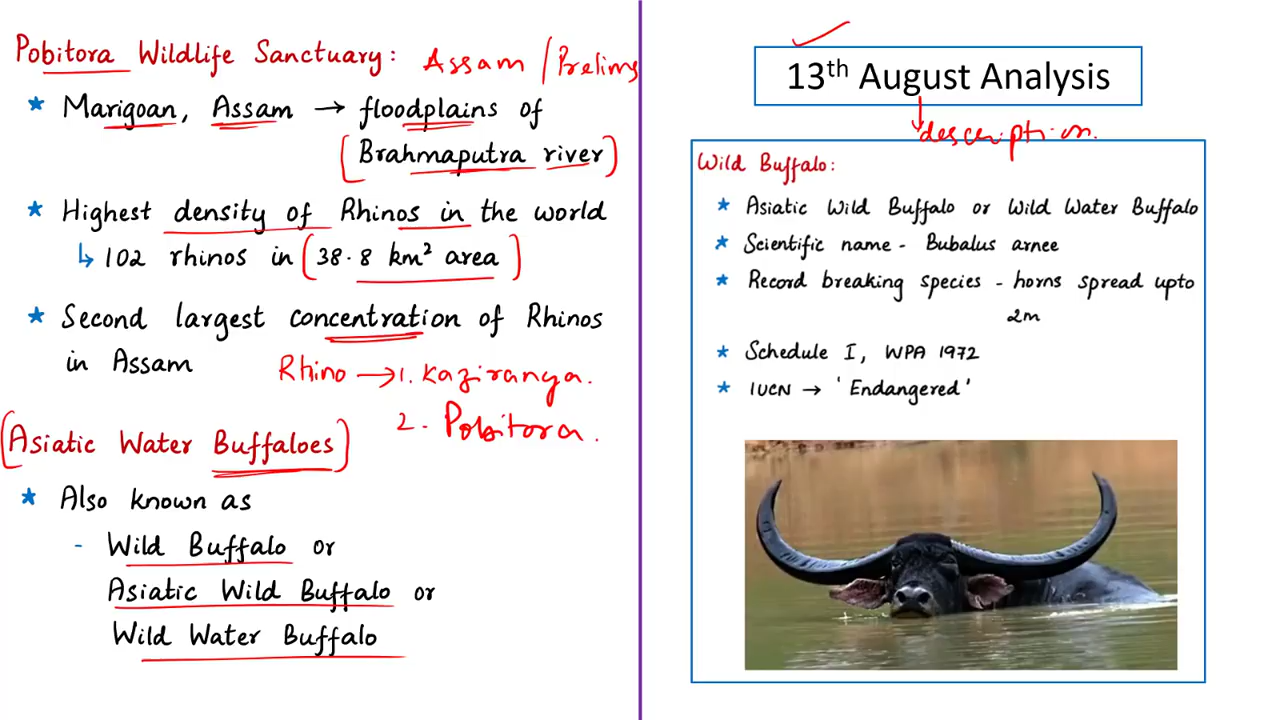 Pobitora Wildlife Sanctuary: Assam / Prelims
* Marigoan, Assam → floodplains of
[Brahmaputra river]
* Highest density of Rhinos in the world
↳ 102 rhinos in [38.8 km² area]
* Second largest concentration of Rhinos
in Assam
Rhino → 1. Kaziranga.
2. Pobitora.
[Asiatic Water Buffaloes]
* Also known as
- Wild Buffalo or
Asiatic Wild Buffalo or
Wild Water Buffalo
13th August Analysis
description.
Wild Buffalo:
* Asiatic Wild Buffalo or Wild Water Buffalo
* Scientific name - Bubalus arnee
* Record breaking species - horns spread upto
2m
* Schedule I, WPA 1972
* IUCN → 'Endangered'